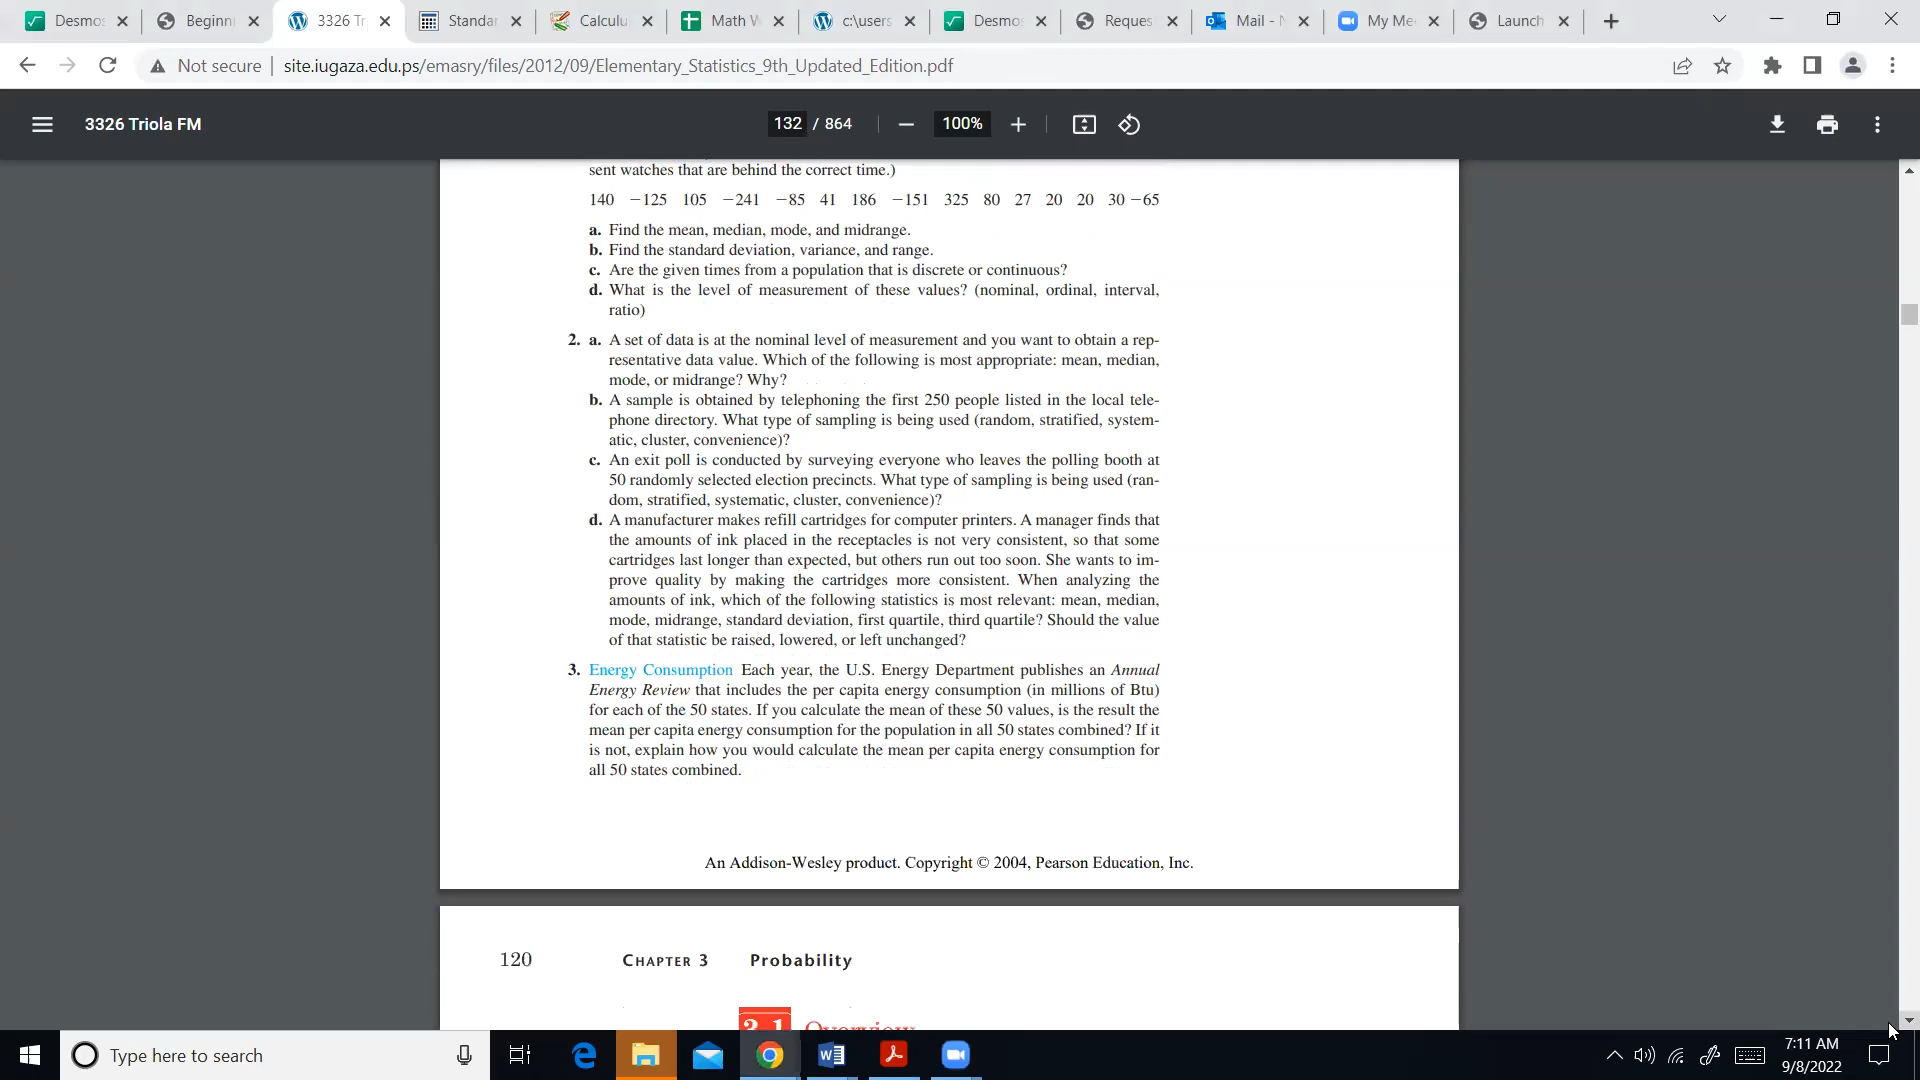 Desmos
Beginni
3326 Tr
Standar
Calculu
Math W
c:\users
Desmos
Reques
Mail - N
My Me
Launch
Not secure
site.iugaza.edu.ps/emasry/files/2012/09/Elementary_Statistics_9th_Updated_Edition.pdf
3326 Triola FM
132 / 864
100%
sent watches that are behind the correct time.)
140 −125 105 −241 −85 41 186 −151 325 80 27 20 20 30 −65
a. Find the mean, median, mode, and midrange.
b. Find the standard deviation, variance, and range.
c. Are the given times from a population that is discrete or continuous?
d. What is the level of measurement of these values? (nominal, ordinal, interval,
ratio)
2. a. A set of data is at the nominal level of measurement and you want to obtain a rep-
resentative data value. Which of the following is most appropriate: mean, median,
mode, or midrange? Why?
b. A sample is obtained by telephoning the first 250 people listed in the local tele-
phone directory. What type of sampling is being used (random, stratified, system-
atic, cluster, convenience)?
c. An exit poll is conducted by surveying everyone who leaves the polling booth at
50 randomly selected election precincts. What type of sampling is being used (ran-
dom, stratified, systematic, cluster, convenience)?
d. A manufacturer makes refill cartridges for computer printers. A manager finds that
the amounts of ink placed in the receptacles is not very consistent, so that some
cartridges last longer than expected, but others run out too soon. She wants to im-
prove quality by making the cartridges more consistent. When analyzing the
amounts of ink, which of the following statistics is most relevant: mean, median,
mode, midrange, standard deviation, first quartile, third quartile? Should the value
of that statistic be raised, lowered, or left unchanged?
3. Energy Consumption Each year, the U.S. Energy Department publishes an Annual
Energy Review that includes the per capita energy consumption (in millions of Btu)
for each of the 50 states. If you calculate the mean of these 50 values, is the result the
mean per capita energy consumption for the population in all 50 states combined? If it
is not, explain how you would calculate the mean per capita energy consumption for
all 50 states combined.
An Addison-Wesley product. Copyright © 2004, Pearson Education, Inc.
120 CHAPTER 3 Probability
3-1 Overview
Type here to search
7:11 AM
9/8/2022